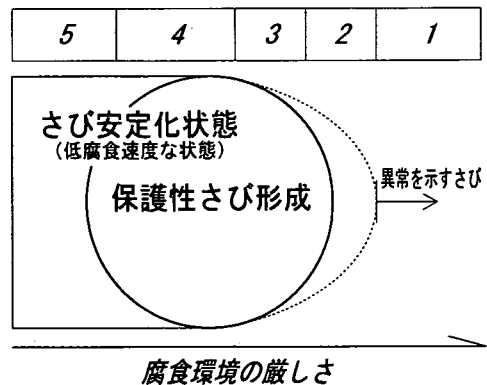 5 4 3 2 1
さび安定化状態
(低腐食速度な状態)
保護性さび形成
異常を示すさび
腐食環境の厳しさ